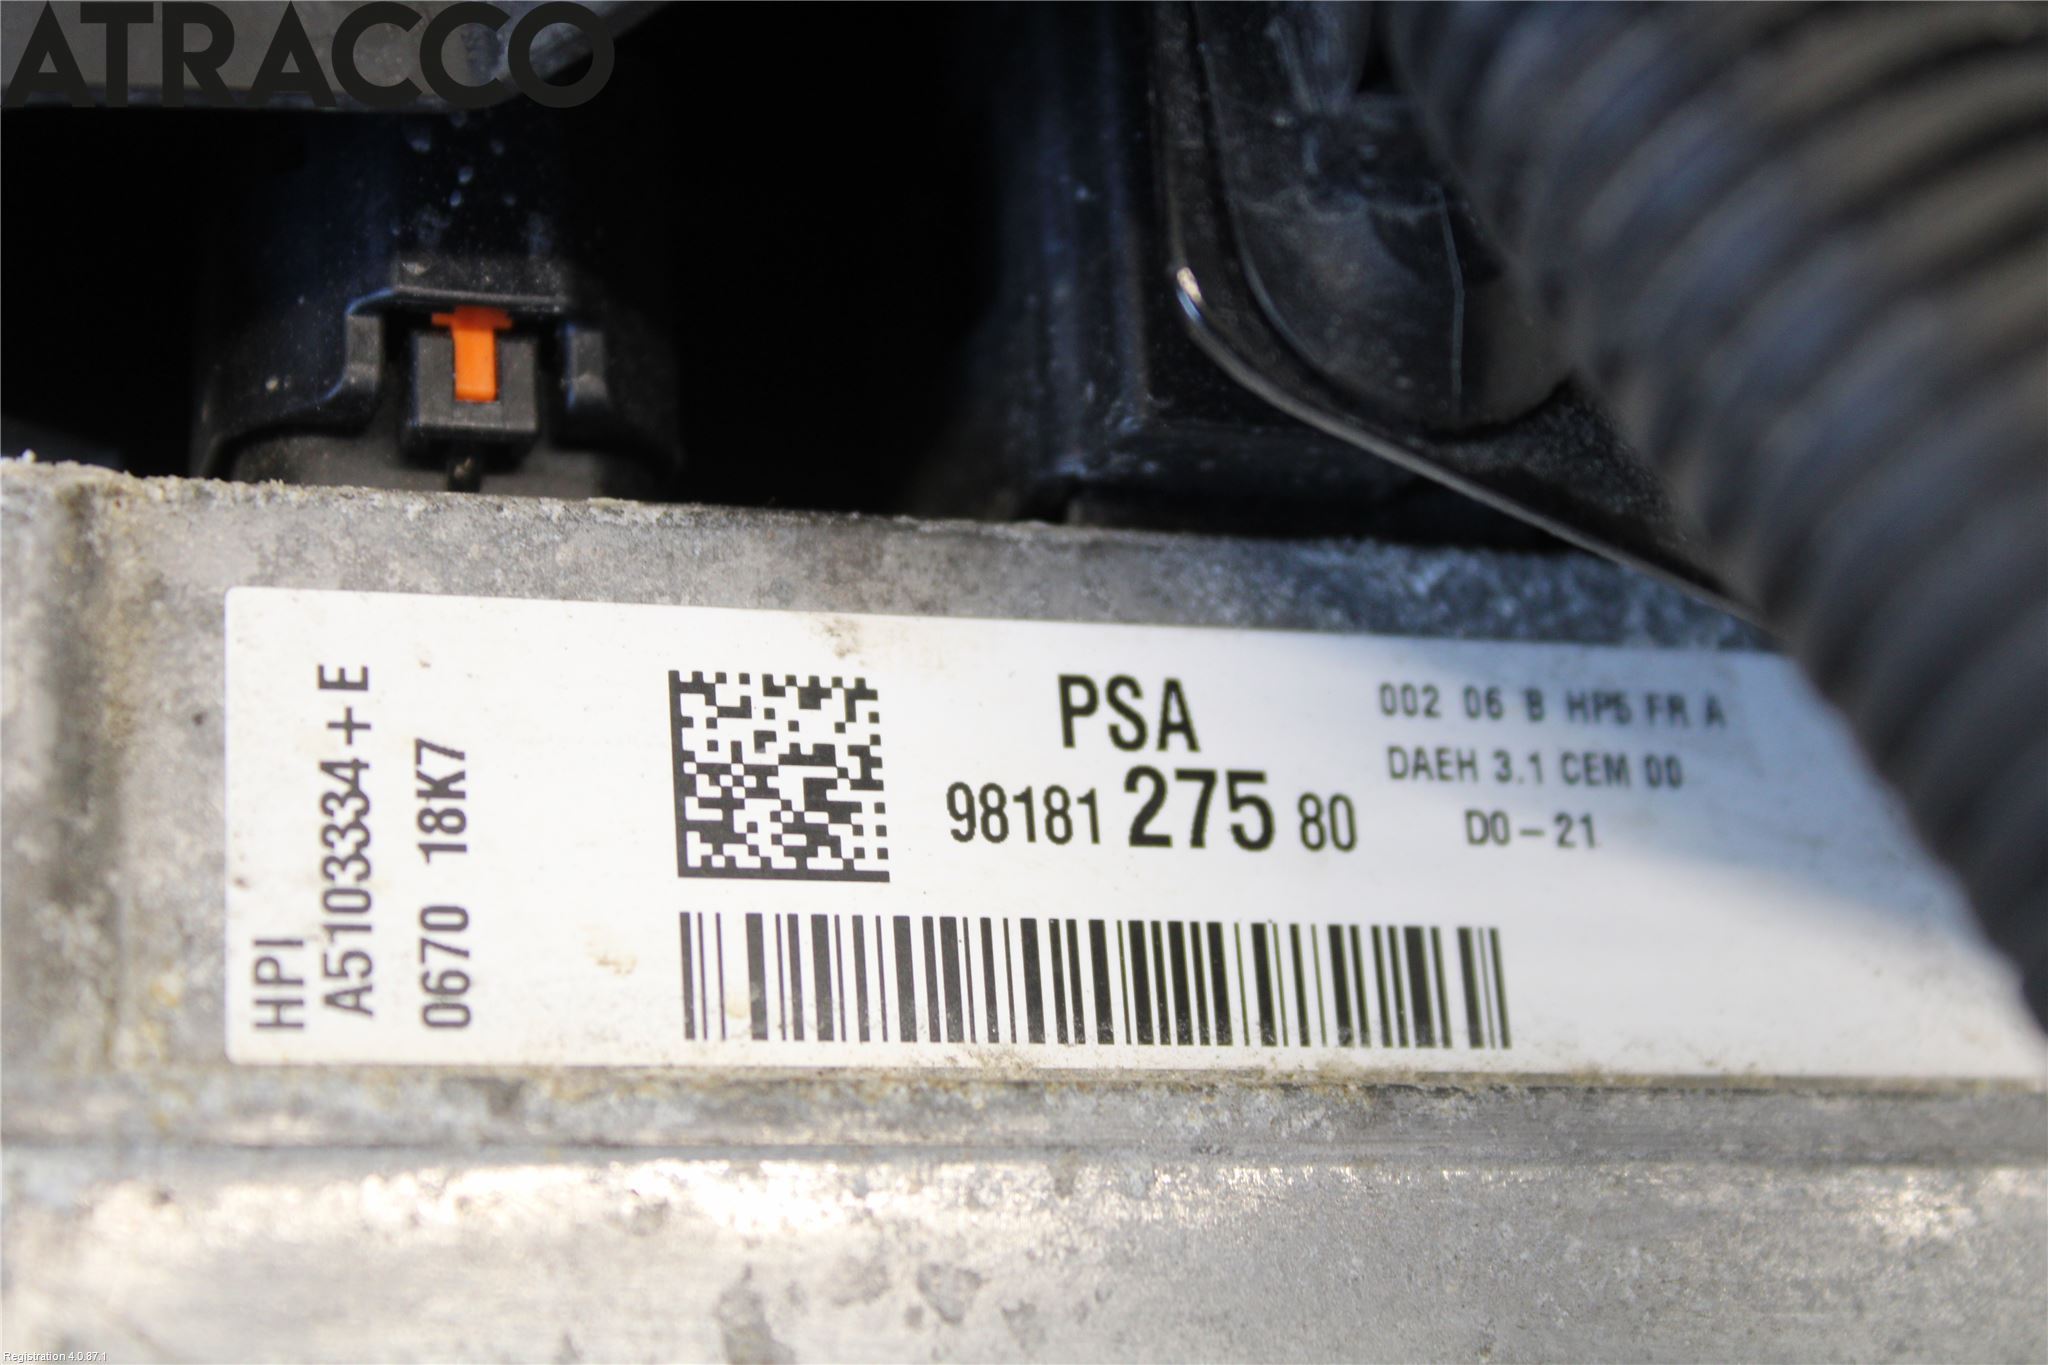 ATRACCO
HPI
A5103334+E
0670 18K7
PSA
98181 275 80
002 06 B HP5 FR A
DAEH 3.1 CEM 00
D0-21
Registration 4.0.87.1